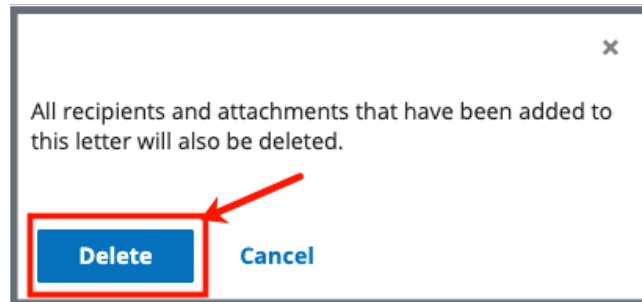 ×
All recipients and attachments that have been added to
this letter will also be deleted.
Delete Cancel